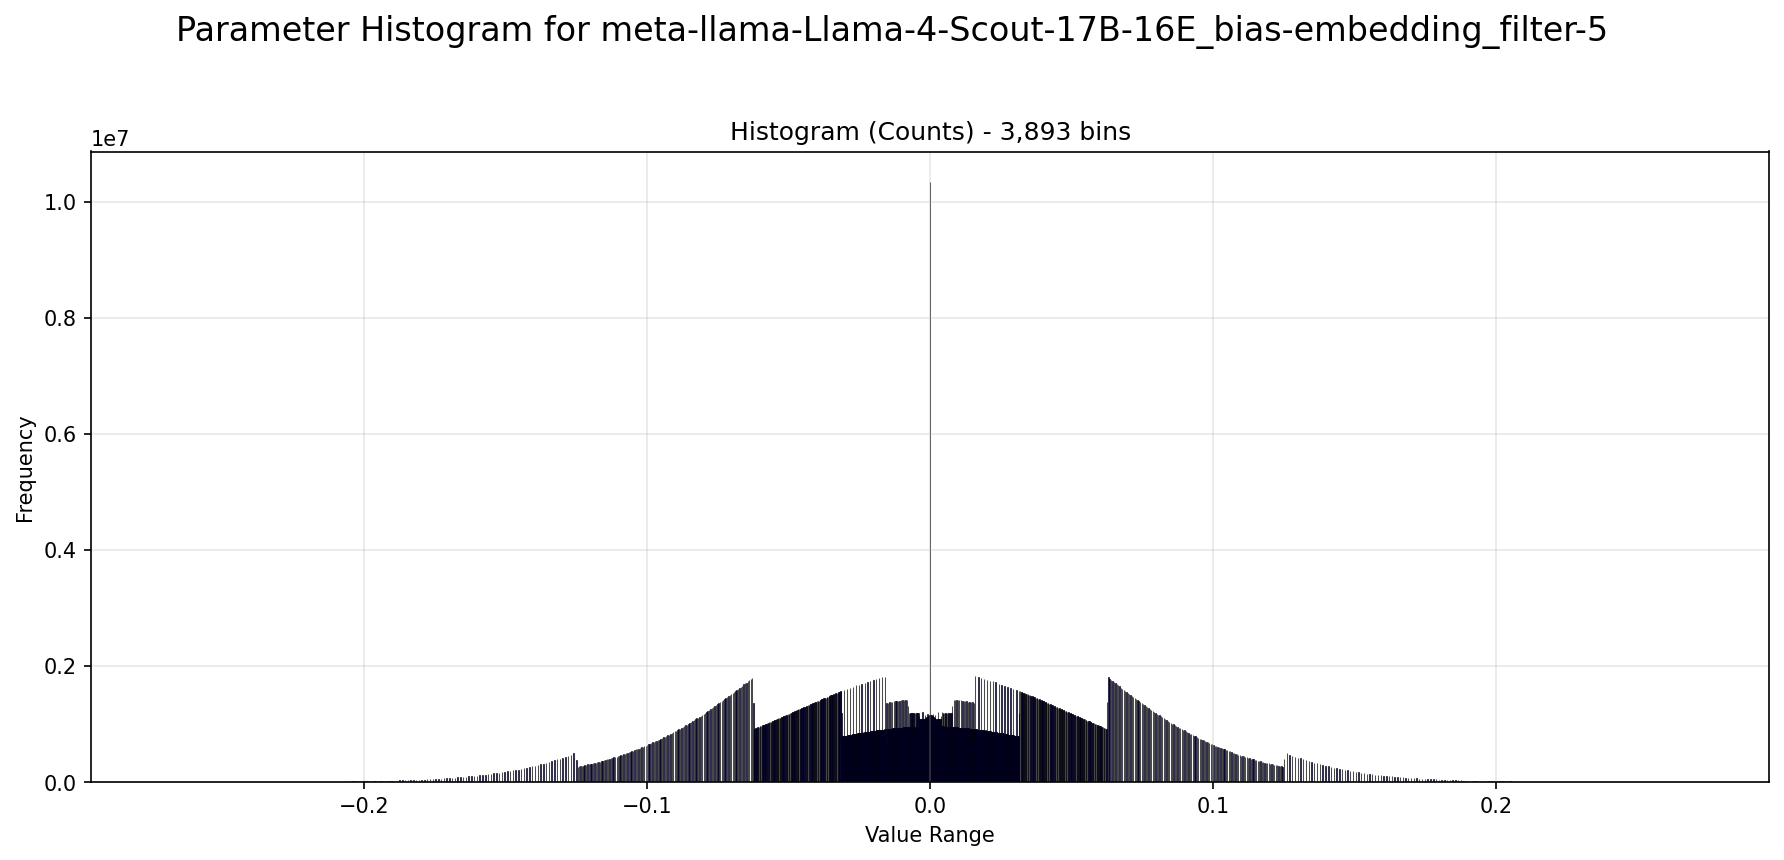 Parameter Histogram for meta-llama-Llama-4-Scout-17B-16E_bias-embedding_filter-5
Histogram (Counts) - 3,893 bins
1e7
1.0
0.8
0.6
0.4
0.2
0.0
Frequency
−0.2
−0.1
0.0
0.1
0.2
Value Range